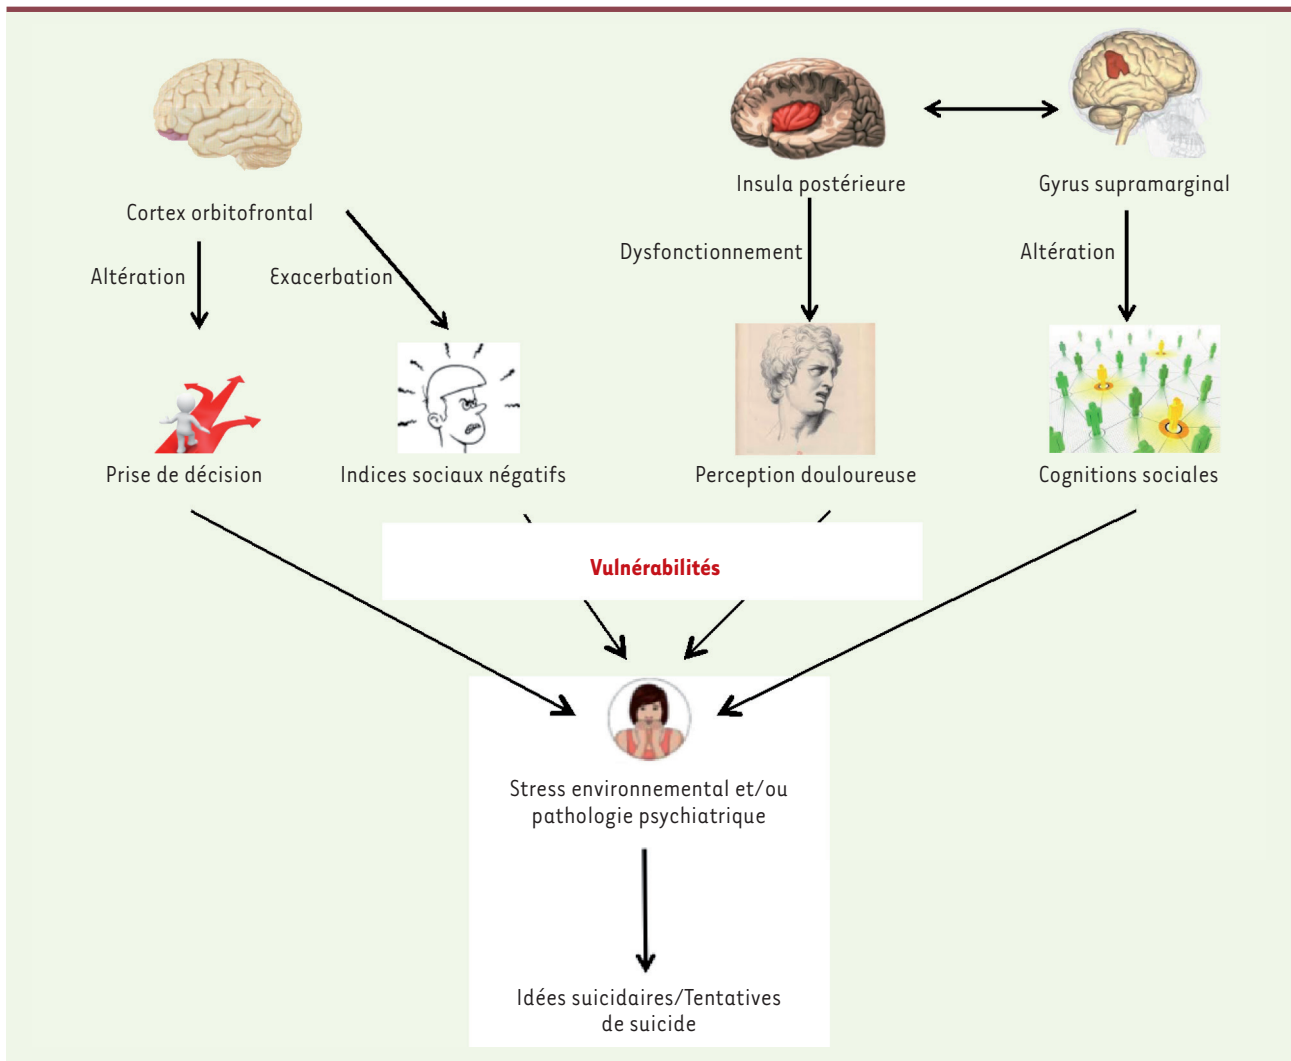 Insula postérieure
Gyrus supramarginal
Cortex orbitofrontal
Dysfonctionnement
Altération
Altération
Exacerbation
Prise de décision
Indices sociaux négatifs
Perception douloureuse
Cognitions sociales
Vulnérabilités
Stress environnemental et/ou
pathologie psychiatrique
Idées suicidaires/Tentatives
de suicide